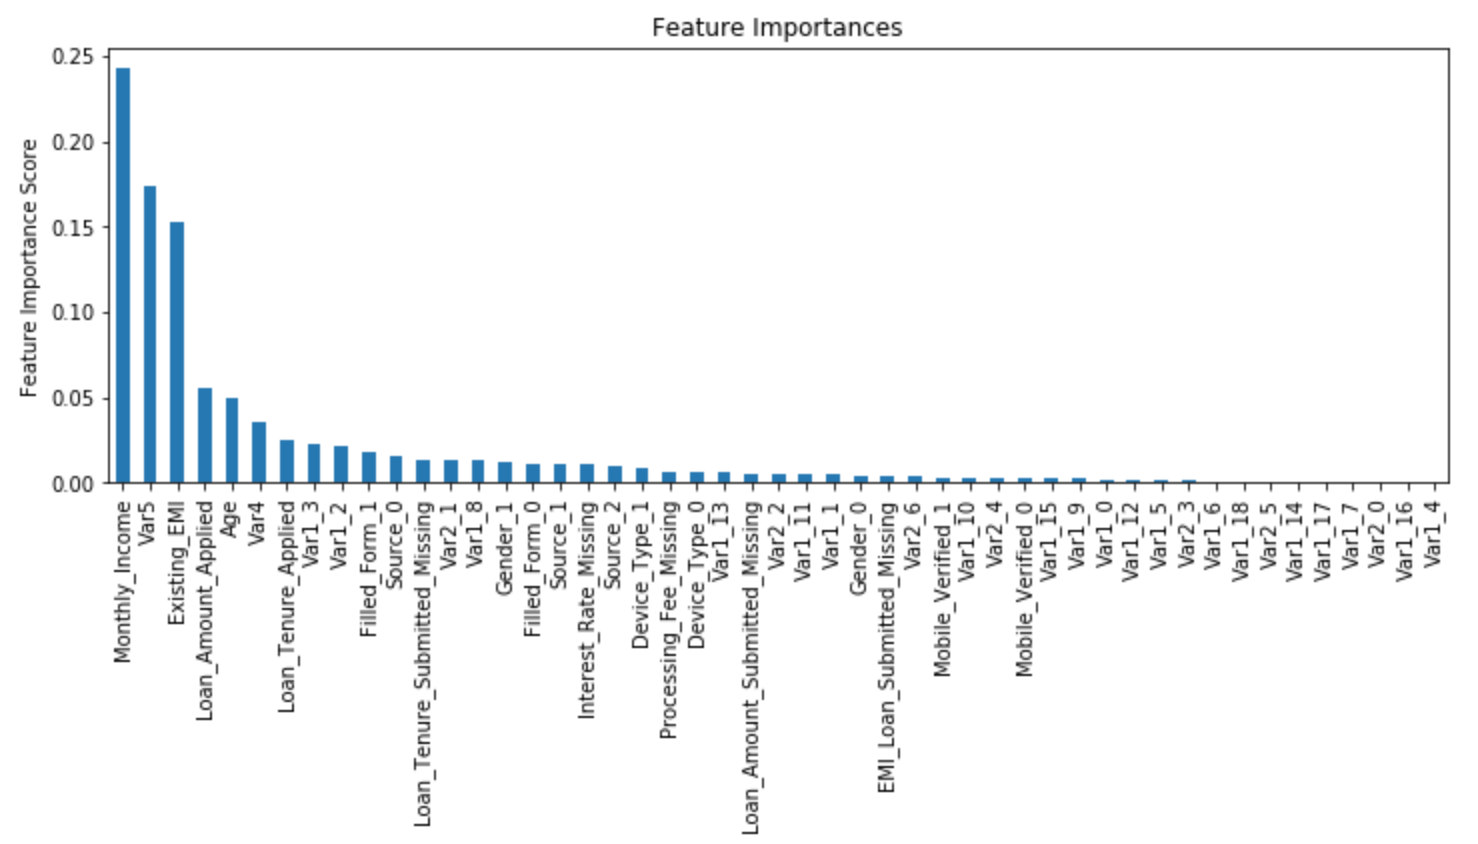 Feature Importances
Feature Importance Score
0.25
0.20
0.15
0.10
0.05
0.00
Monthly_Income
Var5
Existing_EMI
Loan_Amount_Applied
Age
Var4
Loan_Tenure_Applied
Var1_3
Var1_2
Filled_Form_1
Source_0
Loan_Tenure_Submitted_Missing
Var2_1
Var1_8
Gender_1
Filled_Form_0
Source_1
Interest_Rate_Missing
Source_2
Device_Type_1
Processing_Fee_Missing
Device_Type_0
Var1_13
Loan_Amount_Submitted_Missing
Var2_2
Var1_11
Var1_1
Gender_0
EMI_Loan_Submitted_Missing
Var2_6
Mobile_Verified_1
Var1_10
Var2_4
Mobile_Verified_0
Var1_15
Var1_9
Var1_0
Var1_12
Var1_5
Var2_3
Var1_6
Var1_18
Var2_5
Var1_14
Var1_17
Var1_7
Var2_0
Var1_16
Var1_4